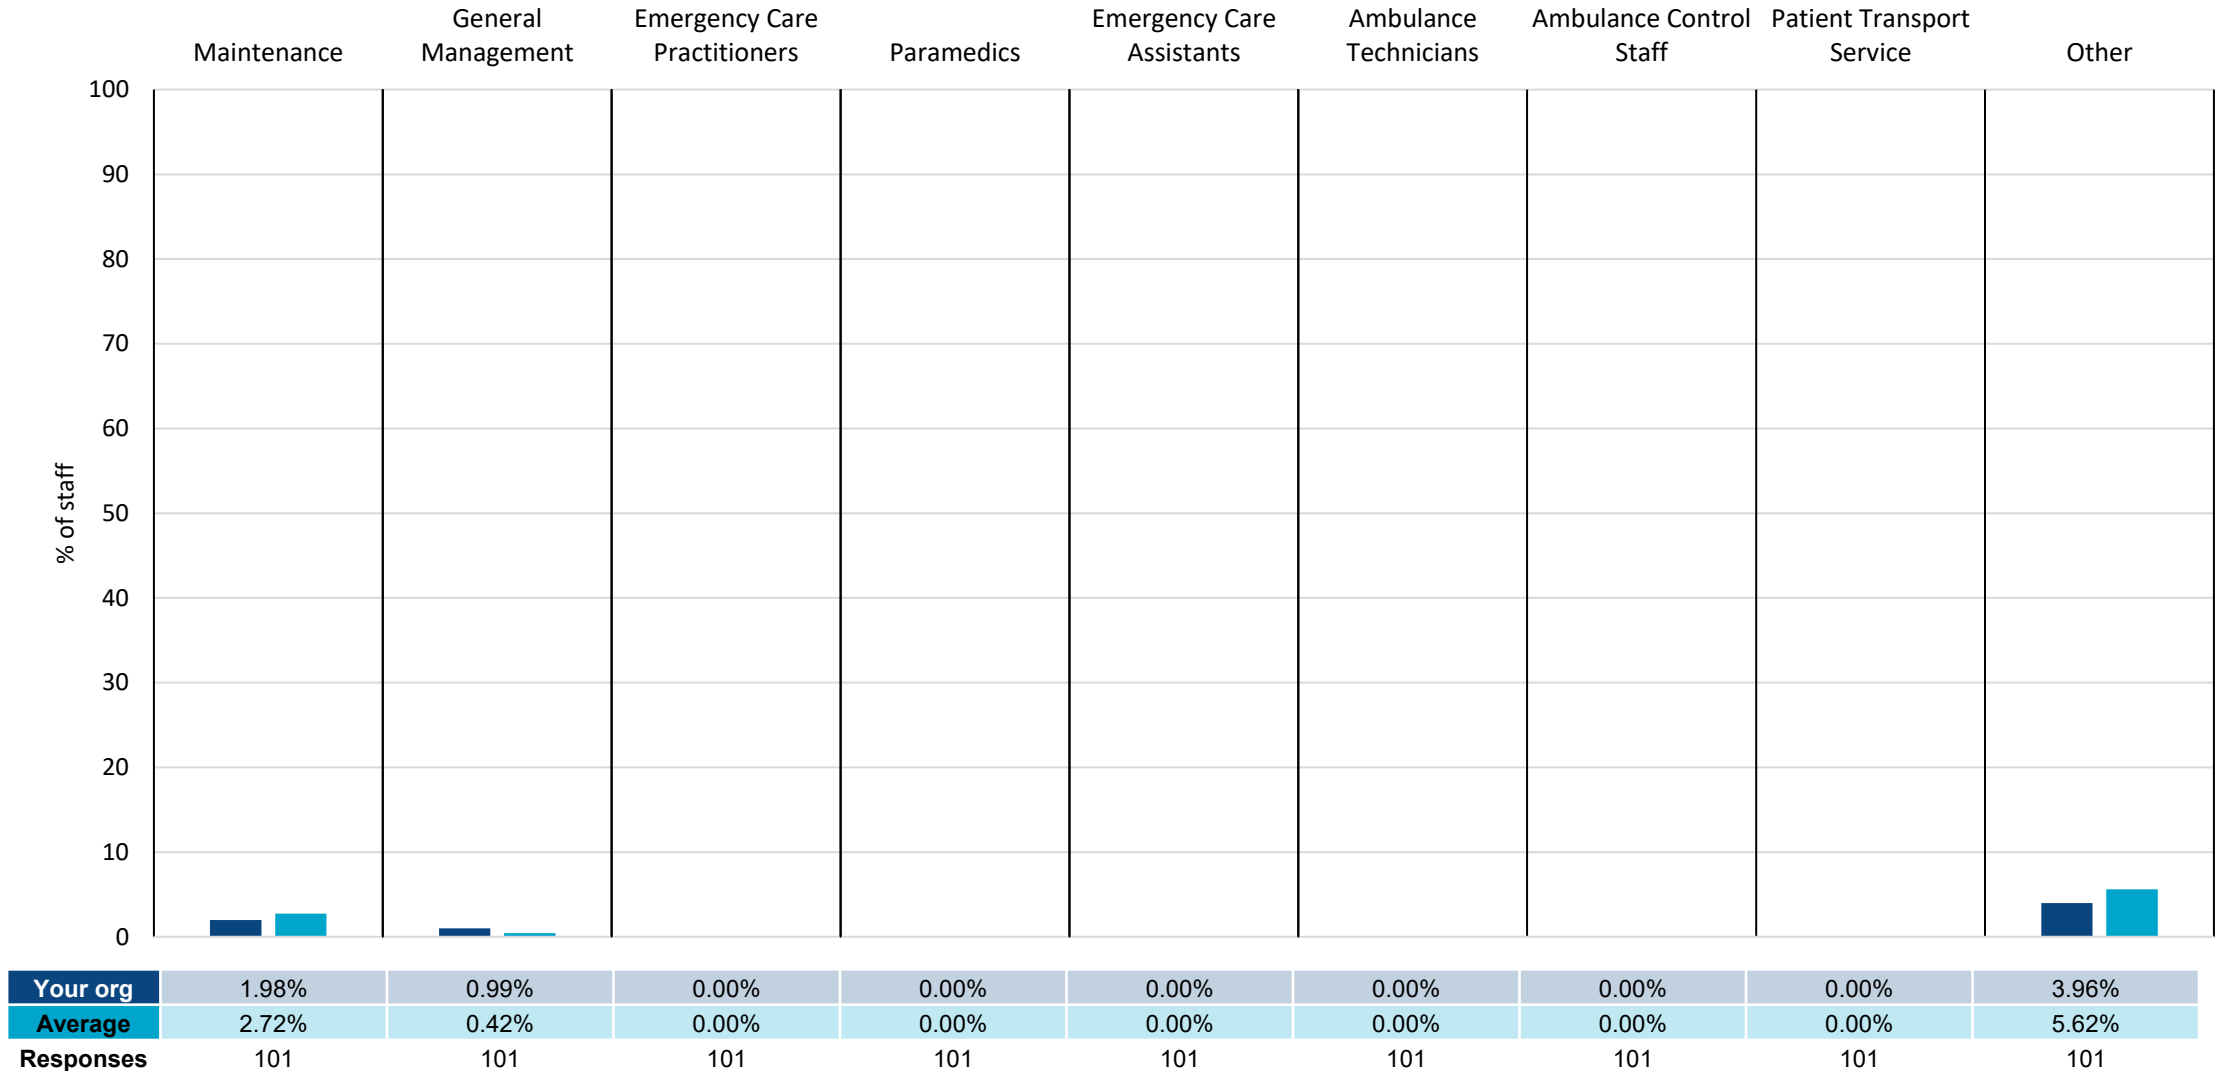 Maintenance
General
Management
Emergency Care
Practitioners
Paramedics
Emergency Care
Assistants
Ambulance
Technicians
Ambulance Control
Staff
Patient Transport
Service
Other
% of staff
100
90
80
70
60
50
40
30
20
10
0
Your org 1.98% 0.99% 0.00% 0.00% 0.00% 0.00% 0.00% 0.00% 3.96%
Average 2.72% 0.42% 0.00% 0.00% 0.00% 0.00% 0.00% 0.00% 5.62%
Responses 101 101 101 101 101 101 101 101 101